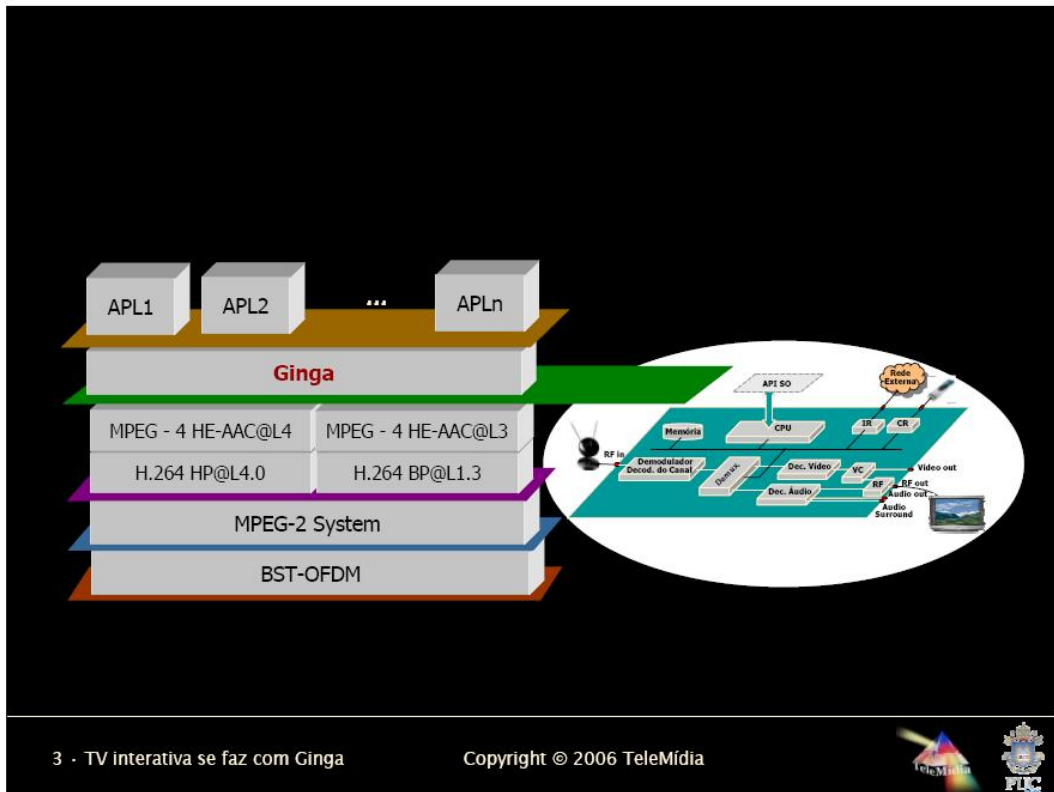 APL1
APL2
...
APLn
Ginga
MPEG - 4 HE-AAC@L4
MPEG - 4 HE-AAC@L3
H.264 HP@L4.0
H.264 BP@L1.3
MPEG-2 System
BST-OFDM
API SO
Rede
Externa
Memória
CPU
IR
CR
RF in
Demodulador
Decod. do Canal
Demux
Dec. Vídeo
VC
Vídeo out
Dec. Áudio
RF
RF out
Audio out
Audio
Surround
3 · TV interativa se faz com Ginga
Copyright © 2006 TeleMídia
TeleMídia
PUC